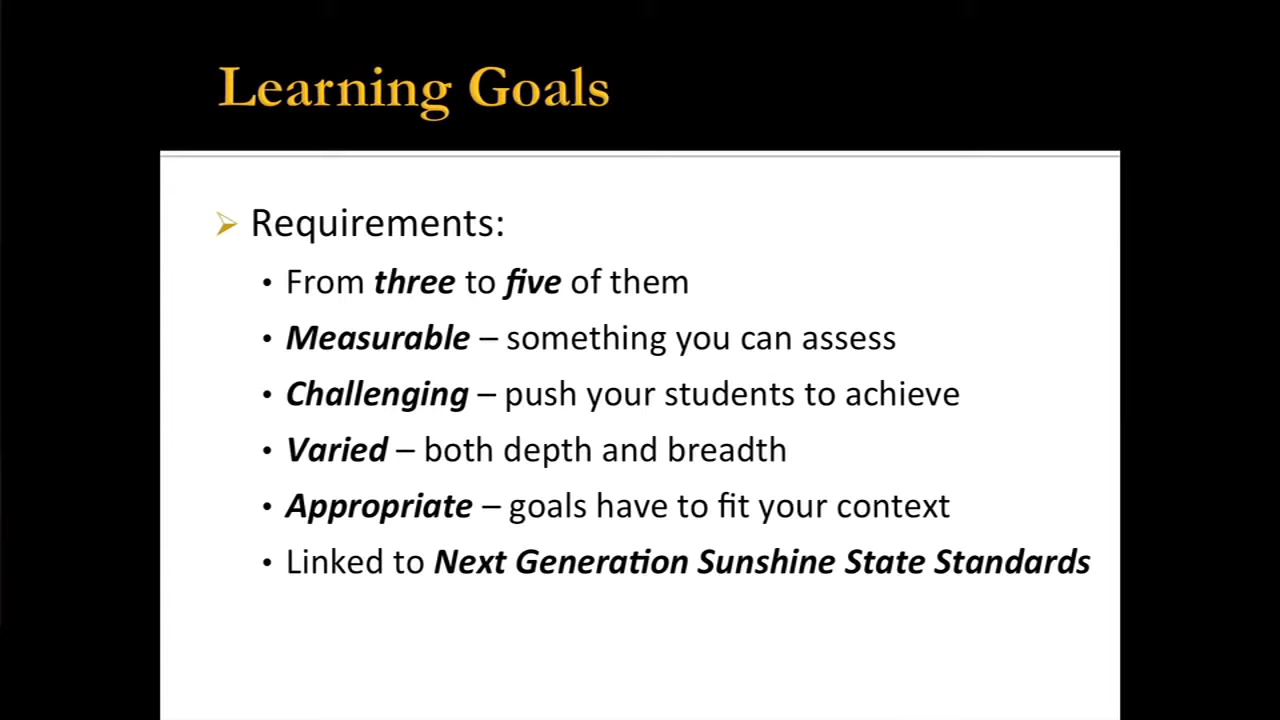 Learning Goals
Requirements:
• From three to five of them
• Measurable – something you can assess
• Challenging – push your students to achieve
• Varied – both depth and breadth
• Appropriate – goals have to fit your context
• Linked to Next Generation Sunshine State Standards